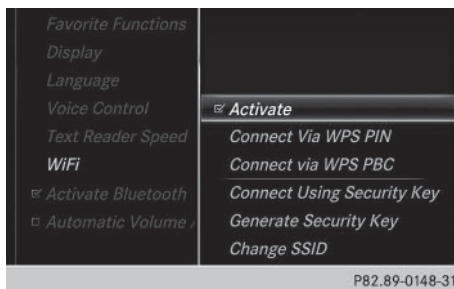 Favorite Functions
Display
Language
Voice Control
Text Reader Speed
WiFi
Activate Bluetooth
Automatic Volume
Activate
Connect Via WPS PIN
Connect via WPS PBC
Connect Using Security Key
Generate Security Key
Change SSID
P82.89-0148-31